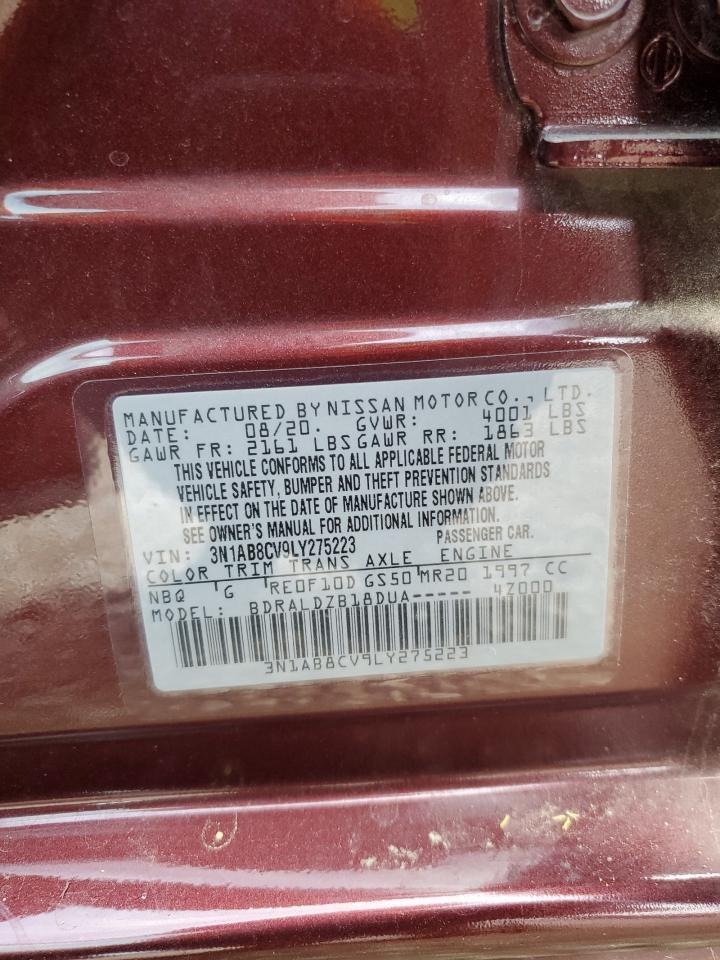 MANUFACTURED BY NISSAN MOTOR CO., LTD.
DATE: 08/20. GVWR: 4001 LBS
GAWR FR: 2161 LBS GAWR RR: 1863 LBS
THIS VEHICLE CONFORMS TO ALL APPLICABLE FEDERAL MOTOR
VEHICLE SAFETY, BUMPER AND THEFT PREVENTION STANDARDS
IN EFFECT ON THE DATE OF MANUFACTURE SHOWN ABOVE.
SEE OWNER'S MANUAL FOR ADDITIONAL INFORMATION.
VIN: 3N1AB8CV9LY275223 PASSENGER CAR.
COLOR TRIM TRANS AXLE ENGINE
NBQ G RE0F10D GS50 MR20 1997 CC
MODEL: BDRALDZB18DUA----- 4Z000
3N1AB8CV9LY275223